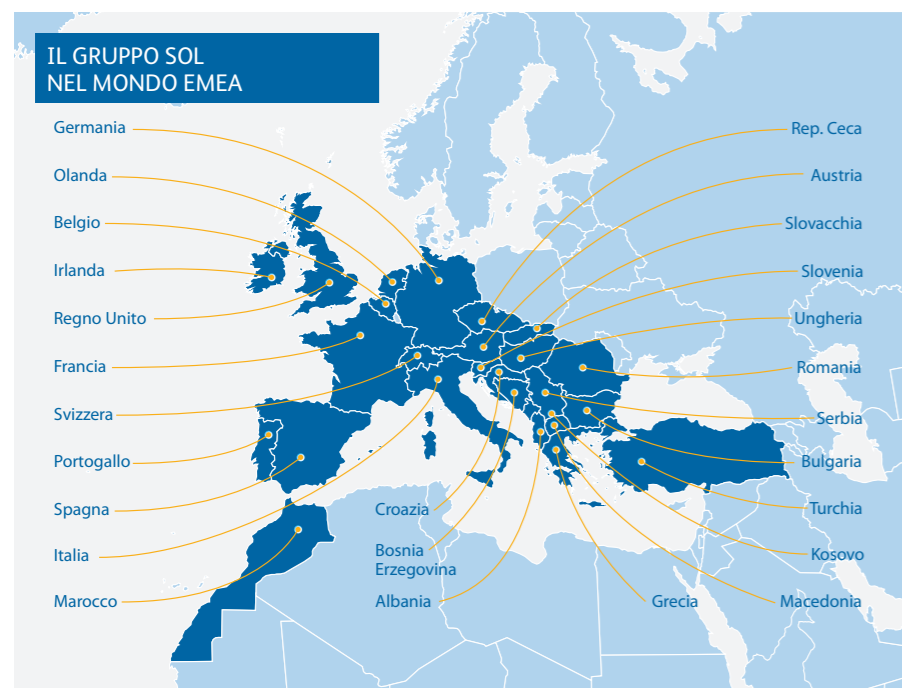 IL GRUPPO SOL
NEL MONDO EMEA
Germania
Olanda
Belgio
Irlanda
Regno Unito
Francia
Svizzera
Portogallo
Spagna
Italia
Marocco
Croazia
Bosnia
Erzegovina
Albania
Grecia
Rep. Ceca
Austria
Slovacchia
Slovenia
Ungheria
Romania
Serbia
Bulgaria
Turchia
Kosovo
Macedonia